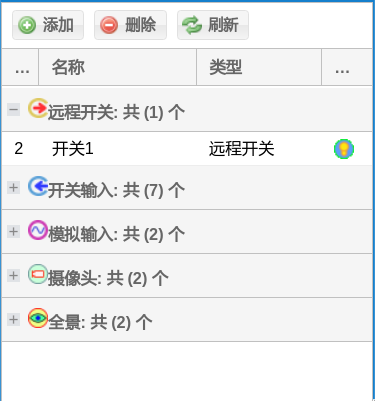 添加 删除 刷新
... 名称 类型 ...
远程开关: 共 (1) 个
2 开关1 远程开关
开关输入: 共 (7) 个
模拟输入: 共 (2) 个
摄像头: 共 (2) 个
全景: 共 (2) 个